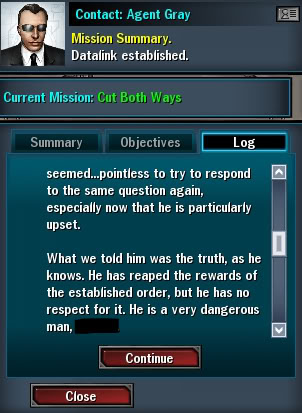 Contact: Agent Gray
Mission Summary.
Datalink established.
Current Mission: Cut Both Ways
Summary
Objectives
Log
seemed...pointless to try to respond
to the same question again,
especially now that he is particularly
upset.
What we told him was the truth, as he
knows. He has reaped the rewards of
the established order, but he has no
respect for it. He is a very dangerous
man,
Continue
Close